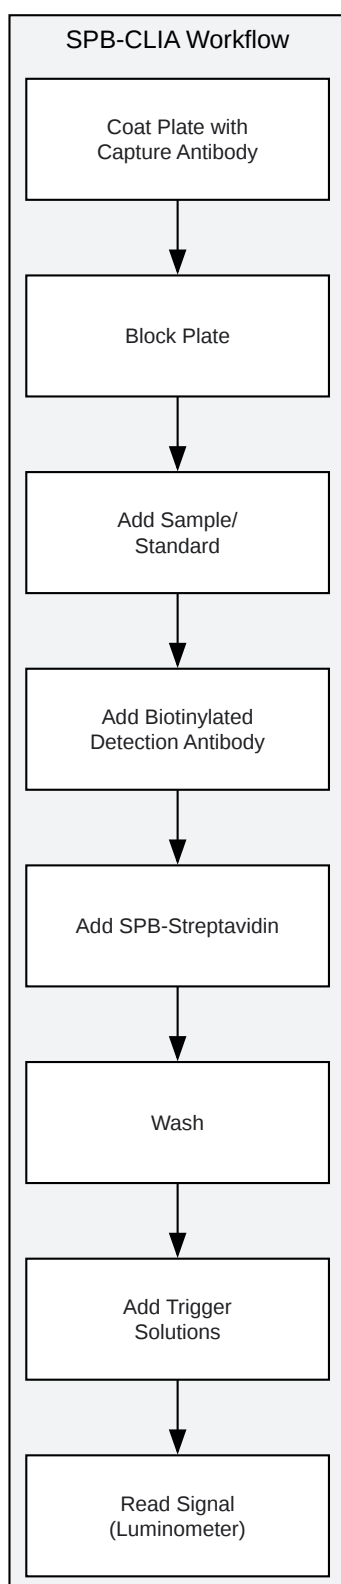 SPB-CLIA Workflow
Coat Plate with
Capture Antibody
Block Plate
Add Sample/
Standard
Add Biotinylated
Detection Antibody
Add SPB-Streptavidin
Wash
Add Trigger
Solutions
Read Signal
(Luminometer)